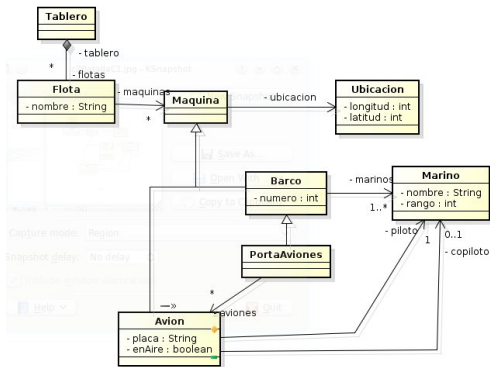 Tablero
- tablero
*
- flotas
Flota
- nombre : String
- maquinas
*
Maquina
- ubicacion
Ubicacion
- longitud : int
- latitud : int
Barco
- numero : int
- marinos
1..*
Marino
- nombre : String
- rango : int
- piloto
1
0..1
- copiloto
PortaAviones
*
aviones
Avion
- placa : String
- enAire : boolean
Save As...
Copy to C
Capture mode:
Region
Snapshot delay:
No delay
Help
Quit